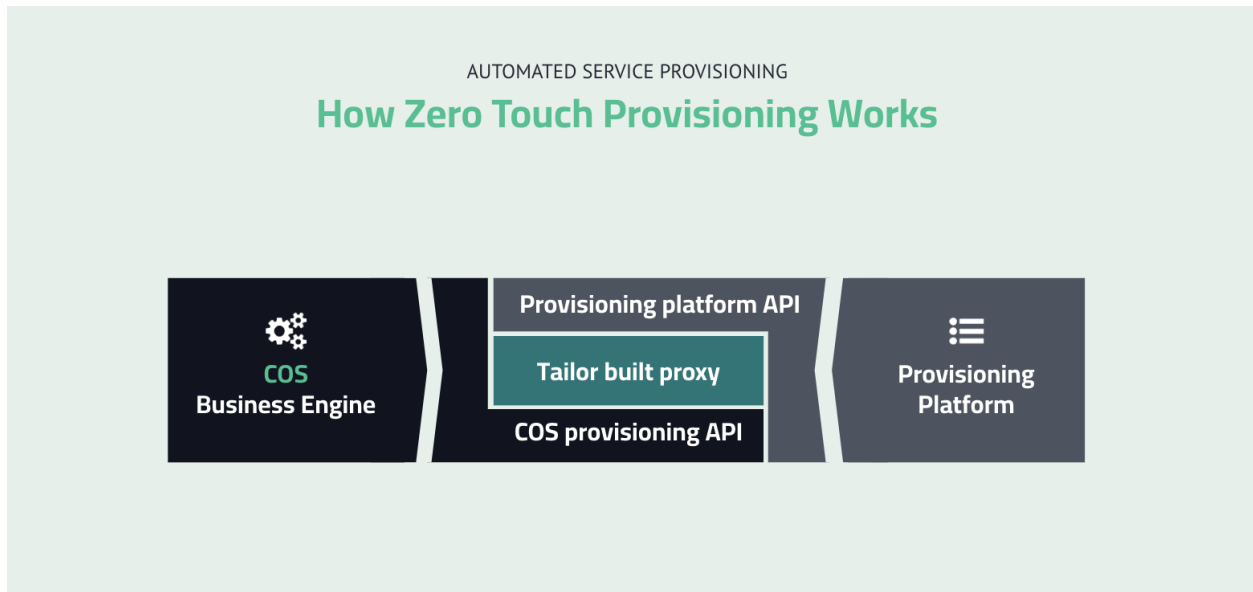 AUTOMATED SERVICE PROVISIONING
How Zero Touch Provisioning Works
COS
Business Engine
Provisioning platform API
Tailor built proxy
COS provisioning API
Provisioning
Platform